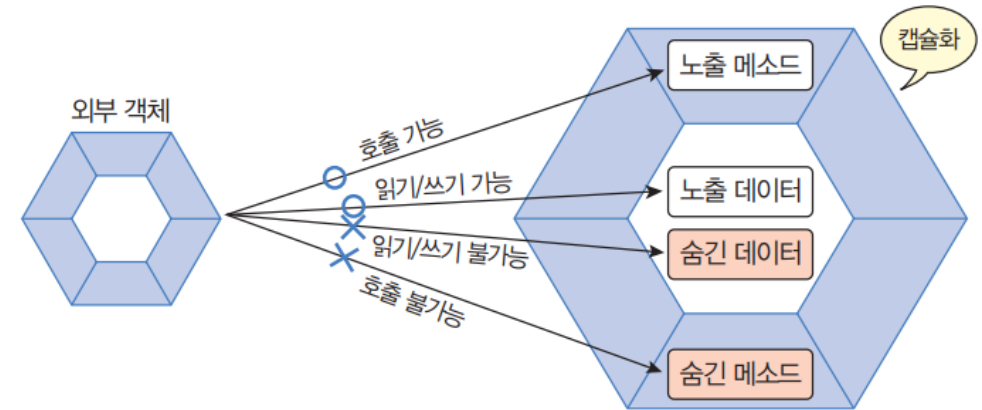 캡슐화
노출 메소드
외부 객체
호출 가능
읽기/쓰기 가능
노출 데이터
읽기/쓰기 불가능
숨긴 데이터
호출 불가능
숨긴 메소드